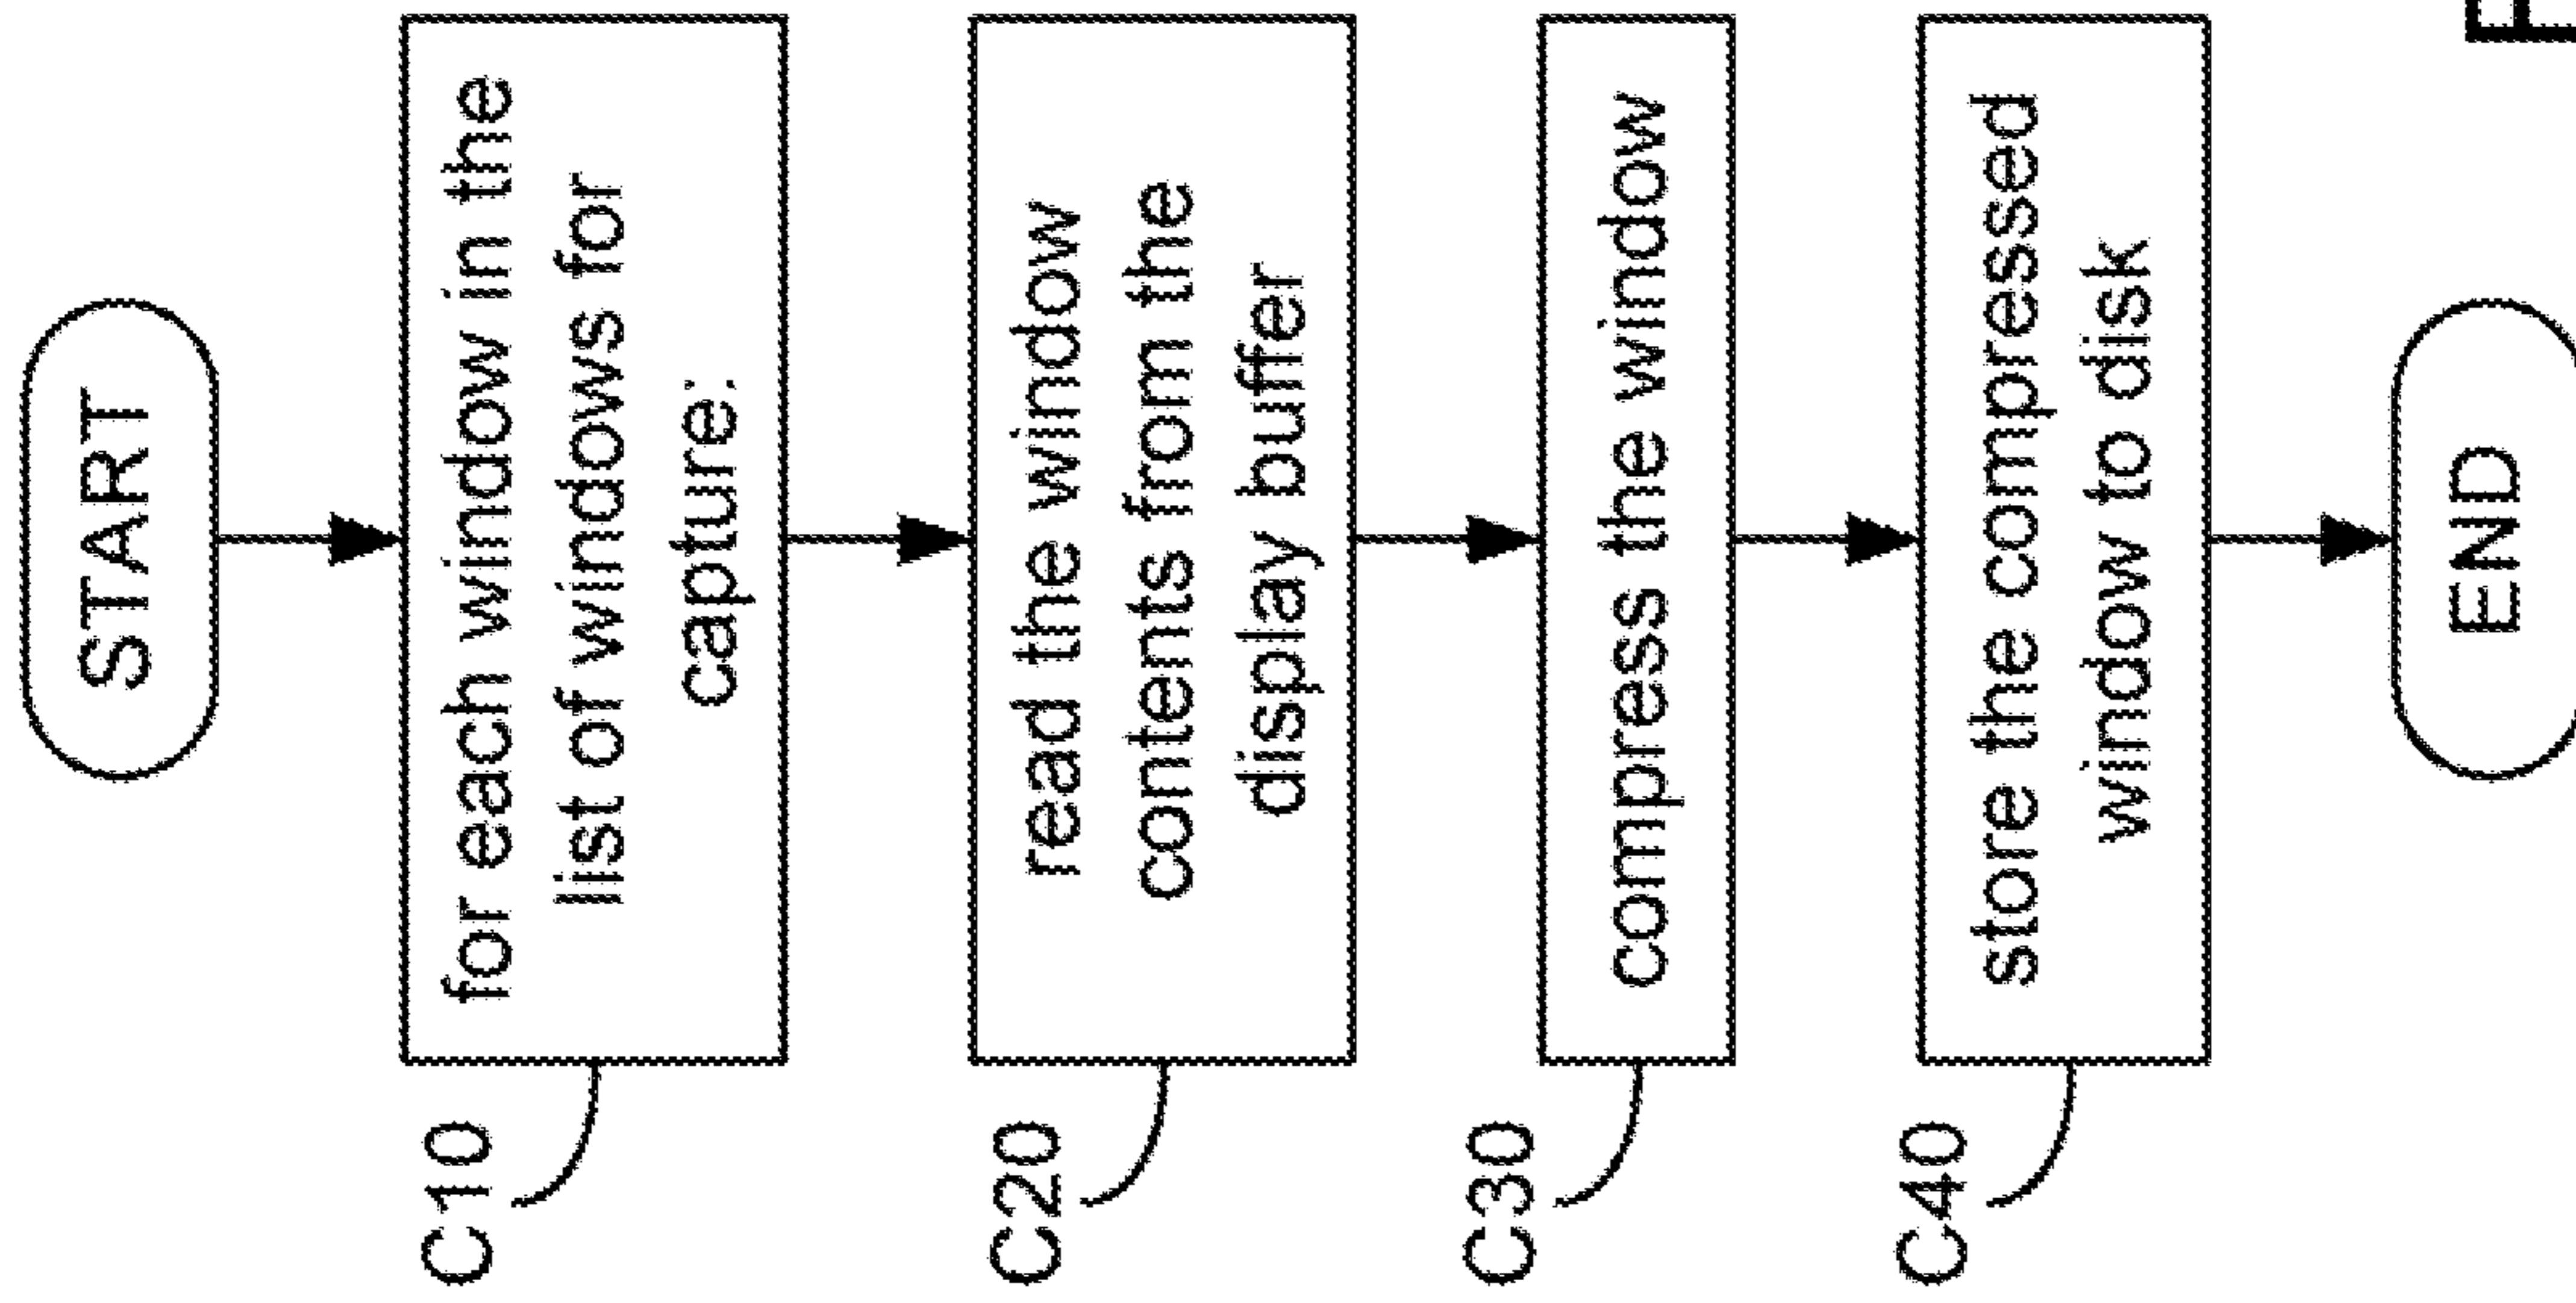 START
C10
for each window in the
list of windows for
capture:
C20
read the window
contents from the
display buffer
C30
compress the window
C40
store the compressed
window to disk
END